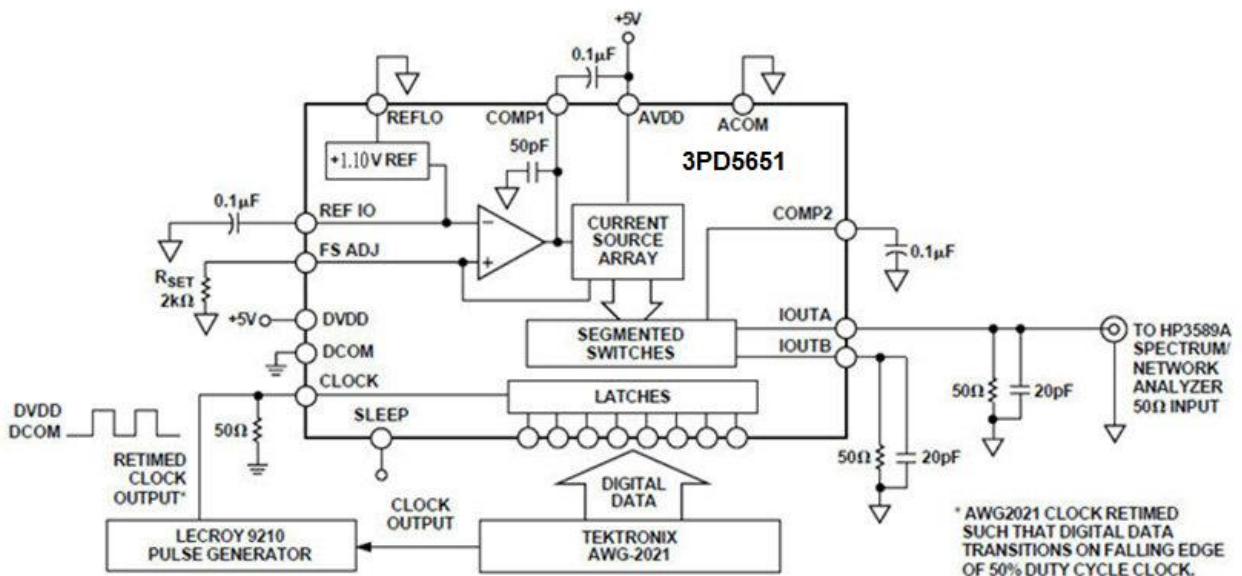 +5V
0.1µF
REFLO
COMP1
AVDD
ACOM
+1.10 V REF
50pF
3PD5651
0.1µF
REF IO
COMP2
CURRENT
SOURCE
ARRAY
0.1µF
FS ADJ
RSET
2kΩ
+5V
DVDD
SEGMENTED
SWITCHES
IOUTA
IOUTB
TO HP3589A
SPECTRUM/
NETWORK
ANALYZER
50Ω INPUT
DCOM
CLOCK
LATCHES
50Ω
20pF
DVDD
DCOM
50Ω
SLEEP
RETIMED
CLOCK
OUTPUT*
50Ω
20pF
DIGITAL
DATA
CLOCK
OUTPUT
LECROY 9210
PULSE GENERATOR
TEKTRONIX
AWG-2021
* AWG2021 CLOCK RETIMED
SUCH THAT DIGITAL DATA
TRANSITIONS ON FALLING EDGE
OF 50% DUTY CYCLE CLOCK.